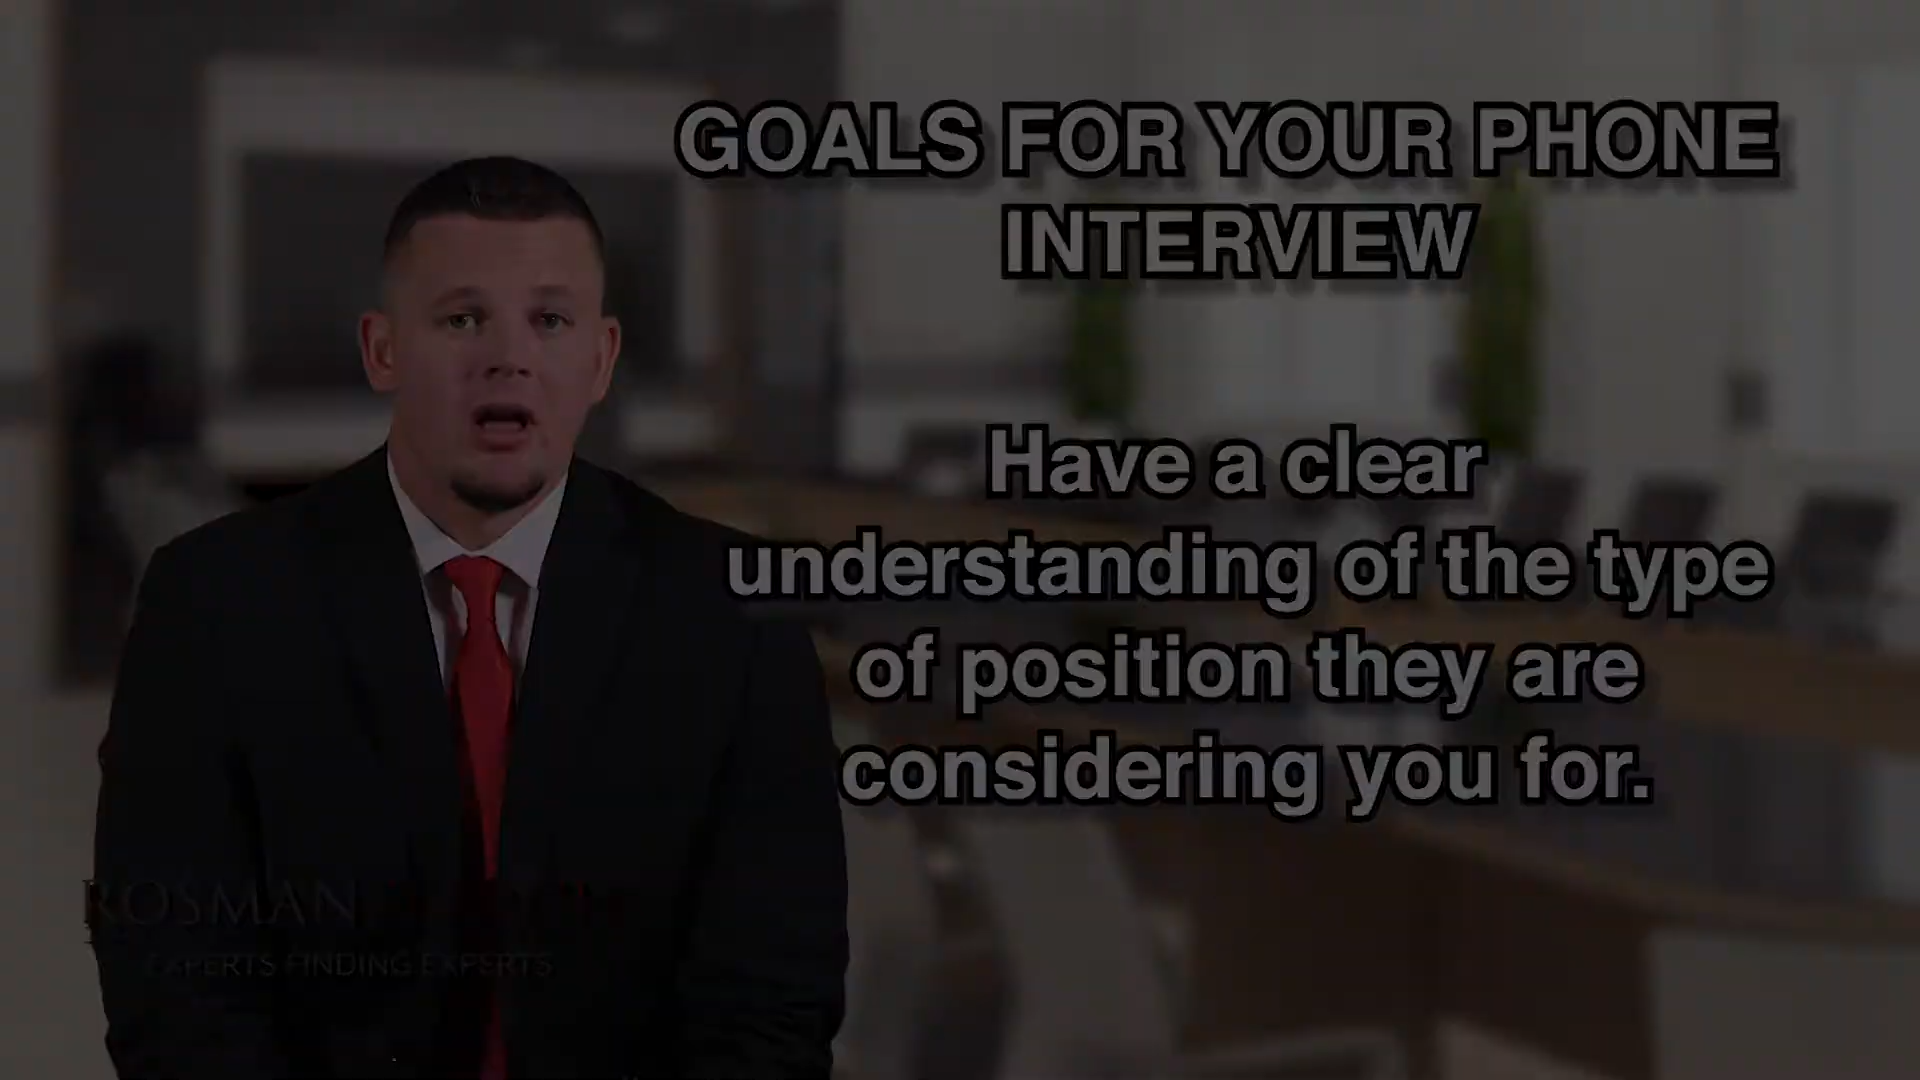 GOALS FOR YOUR PHONE
INTERVIEW
Have a clear
understanding of the type
of position they are
considering you for.
ROSMAN
EXPERTS FINDING EXPERTS